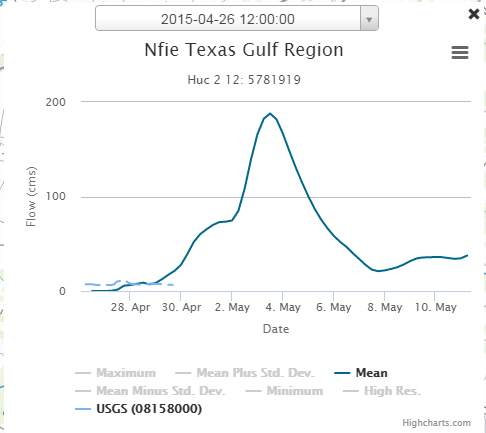 2015-04-26 12:00:00
Nfie Texas Gulf Region
Huc 2 12: 5781919
200
100
0
Flow (cms)
28. Apr 30. Apr 2. May 4. May 6. May 8. May 10. May
Date
Maximum Mean Plus Std. Dev. Mean
Mean Minus Std. Dev. Minimum High Res.
USGS (08158000)
Highcharts.com